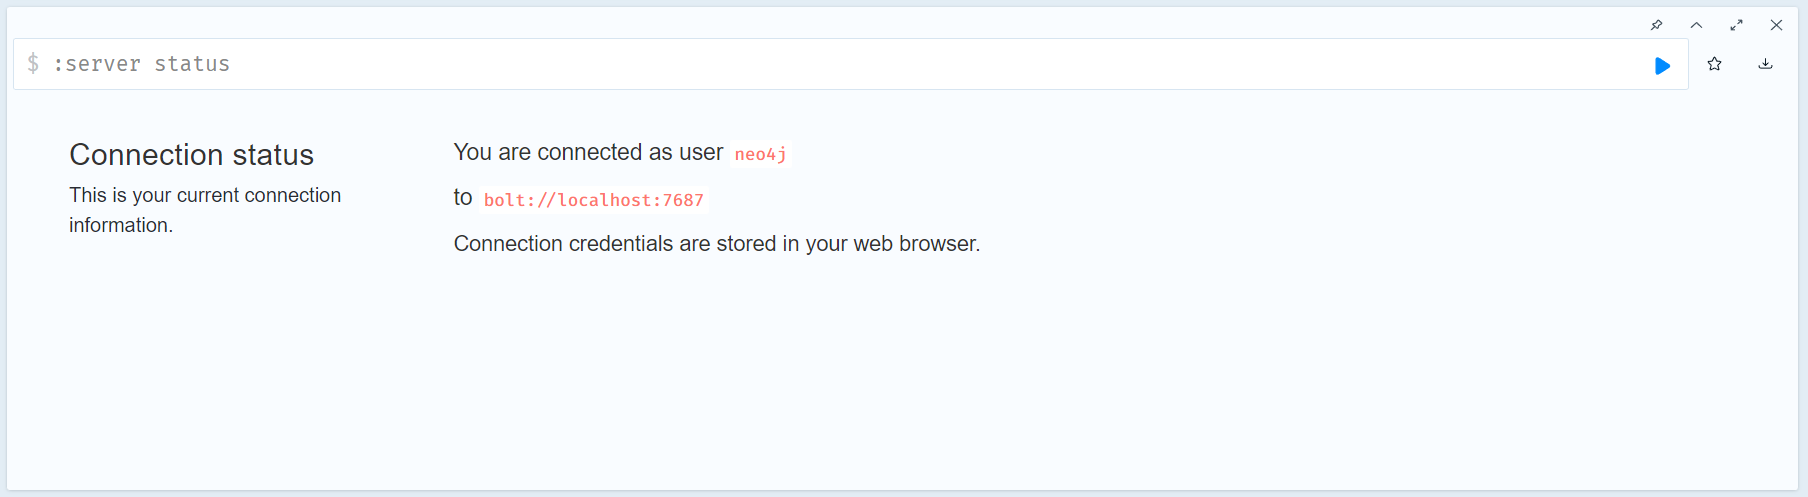 $ :server status
Connection status
This is your current connection
information.
You are connected as user neo4j
to bolt://localhost:7687
Connection credentials are stored in your web browser.